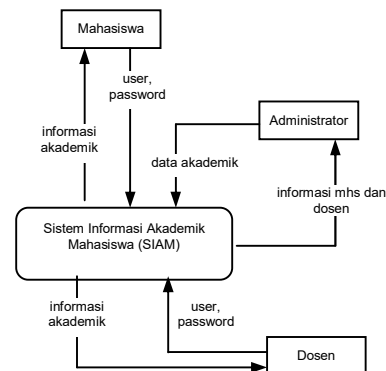 Mahasiswa
user,
password
informasi
akademik
Administrator
data akademik
informasi mhs dan
dosen
Sistem Informasi Akademik
Mahasiswa (SIAM)
informasi
akademik
user,
password
Dosen